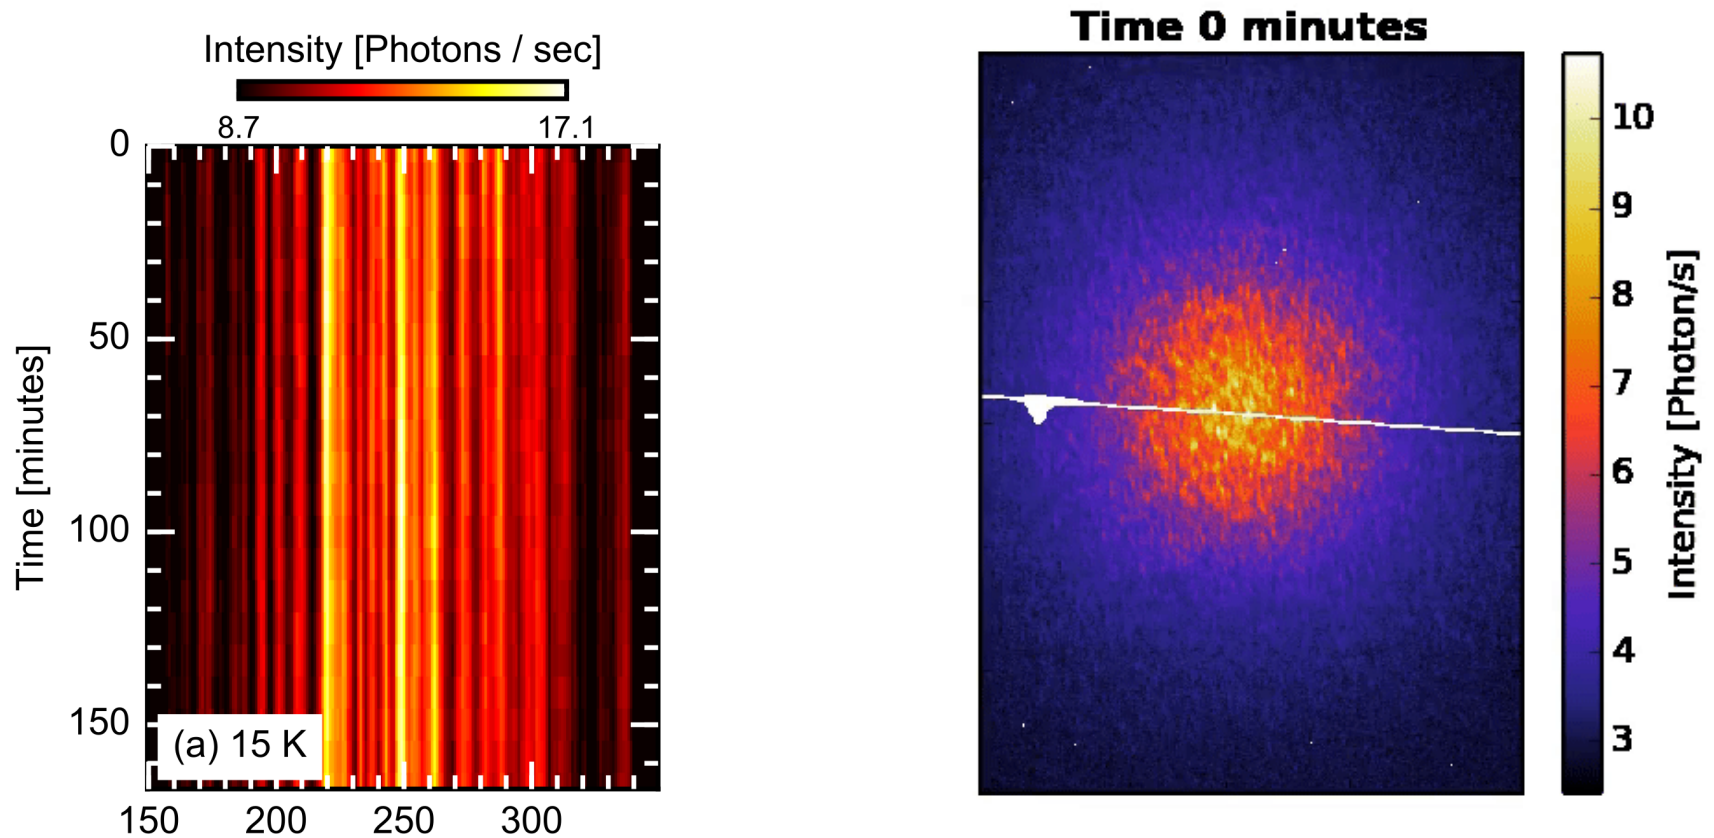 Intensity [Photons / sec]
8.7 17.1
Time [minutes]
0
50
100
150
(a) 15 K
150 200 250 300
Time 0 minutes
10
9
8
7
6
5
4
3
Intensity [Photon/s]